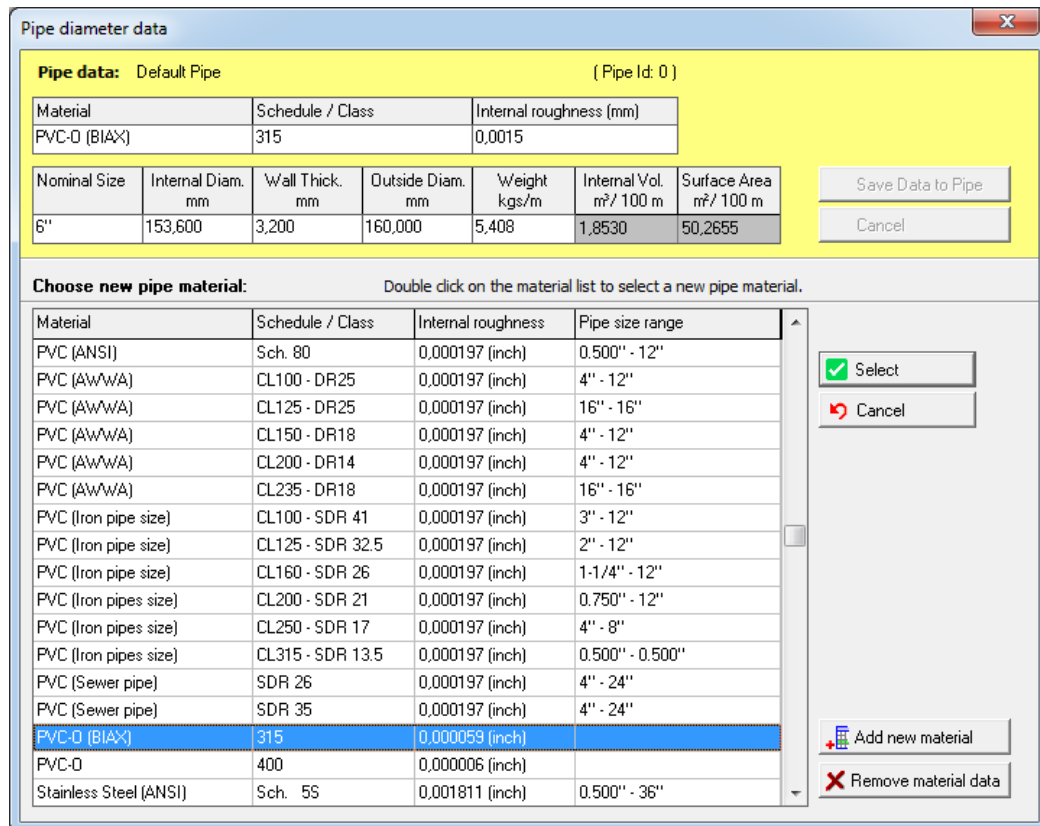 Pipe diameter data
Pipe data: Default Pipe ( Pipe Id: 0 )
Material Schedule / Class Internal roughness (mm)
PVC-O (BIAX) 315 0,0015
Nominal Size Internal Diam. mm Wall Thick. mm Outside Diam. mm Weight kgs/m Internal Vol. m³/ 100 m Surface Area m²/ 100 m
6" 153,600 3,200 160,000 5,408 1,8530 50,2655
Save Data to Pipe
Cancel
Choose new pipe material: Double click on the material list to select a new pipe material.
Material Schedule / Class Internal roughness Pipe size range
PVC (ANSI) Sch. 80 0,000197 (inch) 0.500" - 12"
PVC (AWWA) CL100 - DR25 0,000197 (inch) 4" - 12"
PVC (AWWA) CL125 - DR25 0,000197 (inch) 16" - 16"
PVC (AWWA) CL150 - DR18 0,000197 (inch) 4" - 12"
PVC (AWWA) CL200 - DR14 0,000197 (inch) 4" - 12"
PVC (AWWA) CL235 - DR18 0,000197 (inch) 16" - 16"
PVC (Iron pipe size) CL100 - SDR 41 0,000197 (inch) 3" - 12"
PVC (Iron pipe size) CL125 - SDR 32.5 0,000197 (inch) 2" - 12"
PVC (Iron pipe size) CL160 - SDR 26 0,000197 (inch) 1-1/4" - 12"
PVC (Iron pipes size) CL200 - SDR 21 0,000197 (inch) 0.750" - 12"
PVC (Iron pipes size) CL250 - SDR 17 0,000197 (inch) 4" - 8"
PVC (Iron pipes size) CL315 - SDR 13.5 0,000197 (inch) 0.500" - 0.500"
PVC (Sewer pipe) SDR 26 0,000197 (inch) 4" - 24"
PVC (Sewer pipe) SDR 35 0,000197 (inch) 4" - 24"
PVC-O (BIAX) 315 0,000059 (inch)
PVC-O 400 0,000006 (inch)
Stainless Steel (ANSI) Sch. 5S 0,001811 (inch) 0.500" - 36"
Select
Cancel
Add new material
Remove material data